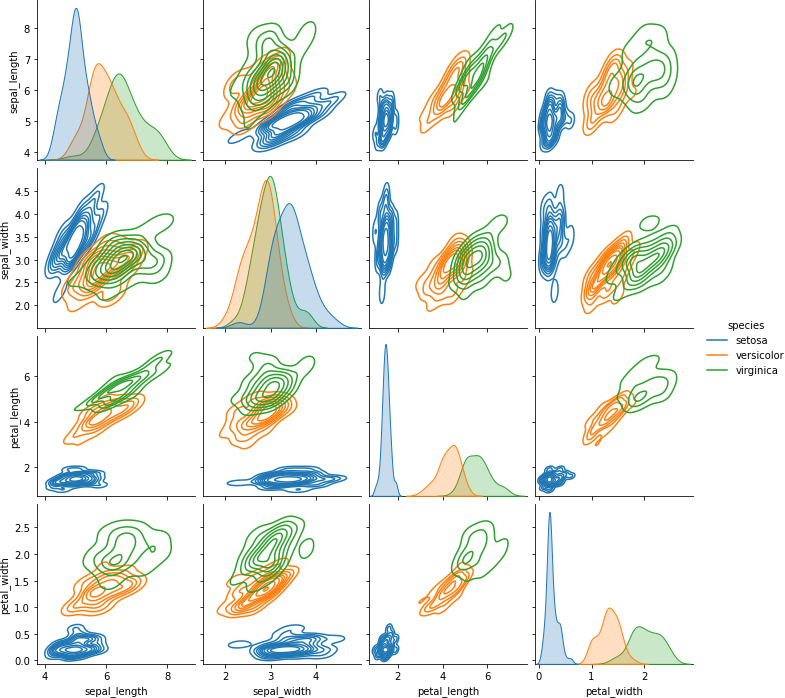 sepal_length
8
7
6
5
4
sepal_width
4.5
4.0
3.5
3.0
2.5
2.0
species
setosa
versicolor
virginica
petal_length
6
4
2
petal_width
2.5
2.0
1.5
1.0
0.5
0.0
4 6 8 2 3 4 2 4 6 0 1 2
sepal_length sepal_width petal_length petal_width